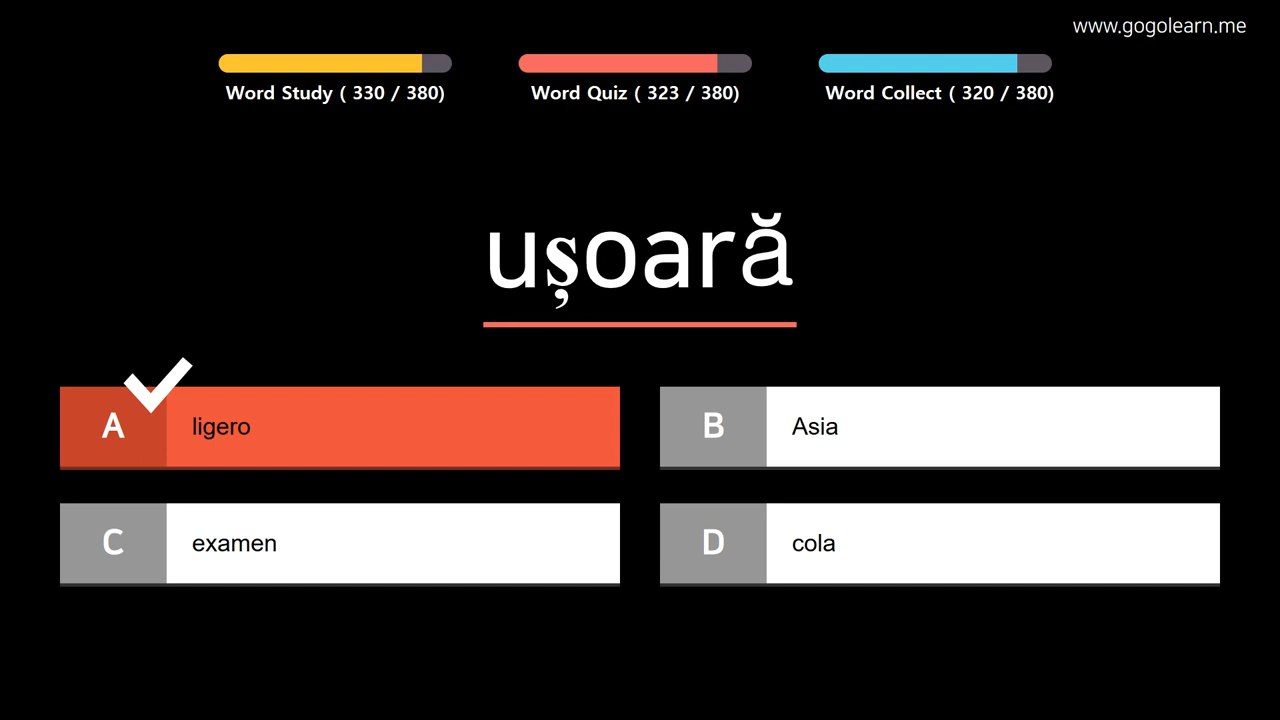 www.gogolearn.me
Word Study ( 330 / 380)
Word Quiz ( 323 / 380)
Word Collect ( 320 / 380)
ușoară
A ligero
B Asia
C examen
D cola